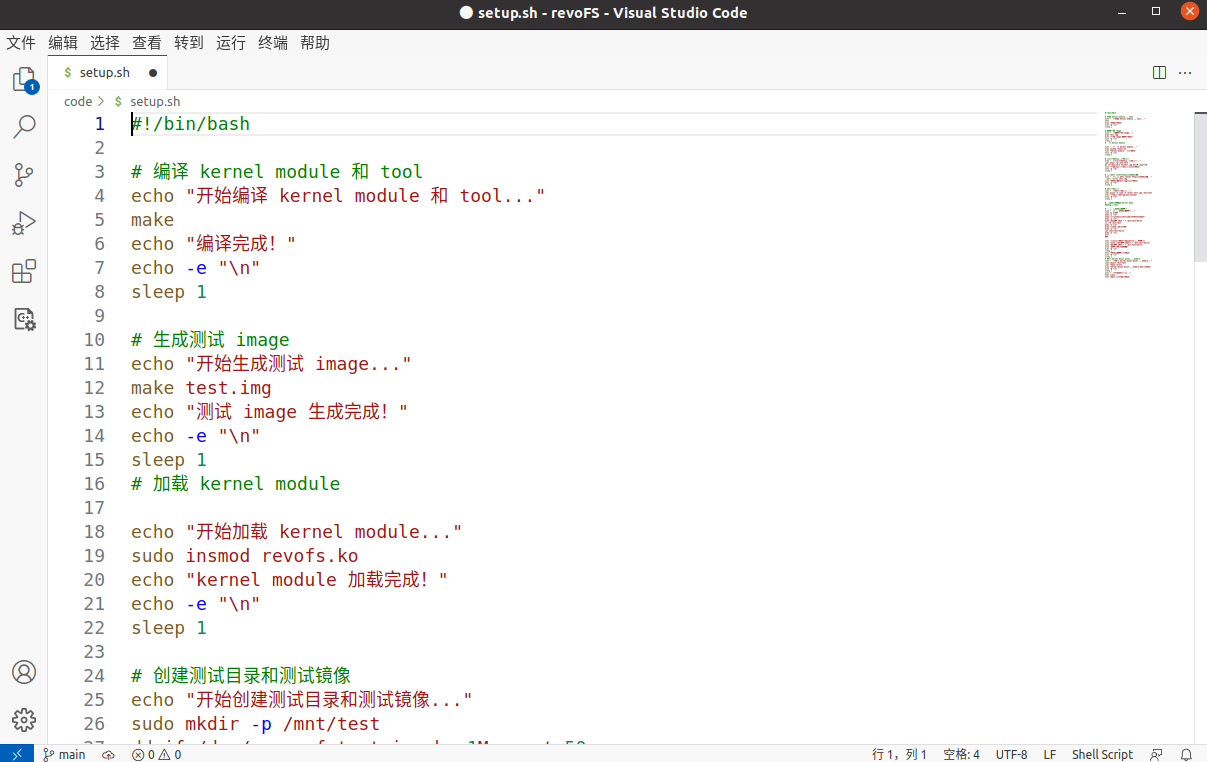 setup.sh - revoFS - Visual Studio Code
文件 编辑 选择 查看 转到 运行 终端 帮助
$ setup.sh
code > $ setup.sh
1 #!/bin/bash
2
3 # 编译 kernel module 和 tool
4 echo "开始编译 kernel module 和 tool..."
5 make
6 echo "编译完成！"
7 echo -e "\n"
8 sleep 1
9
10 # 生成测试 image
11 echo "开始生成测试 image..."
12 make test.img
13 echo "测试 image 生成完成！"
14 echo -e "\n"
15 sleep 1
16 # 加载 kernel module
17
18 echo "开始加载 kernel module..."
19 sudo insmod revofs.ko
20 echo "kernel module 加载完成！"
21 echo -e "\n"
22 sleep 1
23
24 # 创建测试目录和测试镜像
25 echo "开始创建测试目录和测试镜像..."
26 sudo mkdir -p /mnt/test
1
main 0 0 行 1，列 1 空格: 4 UTF-8 LF Shell Script